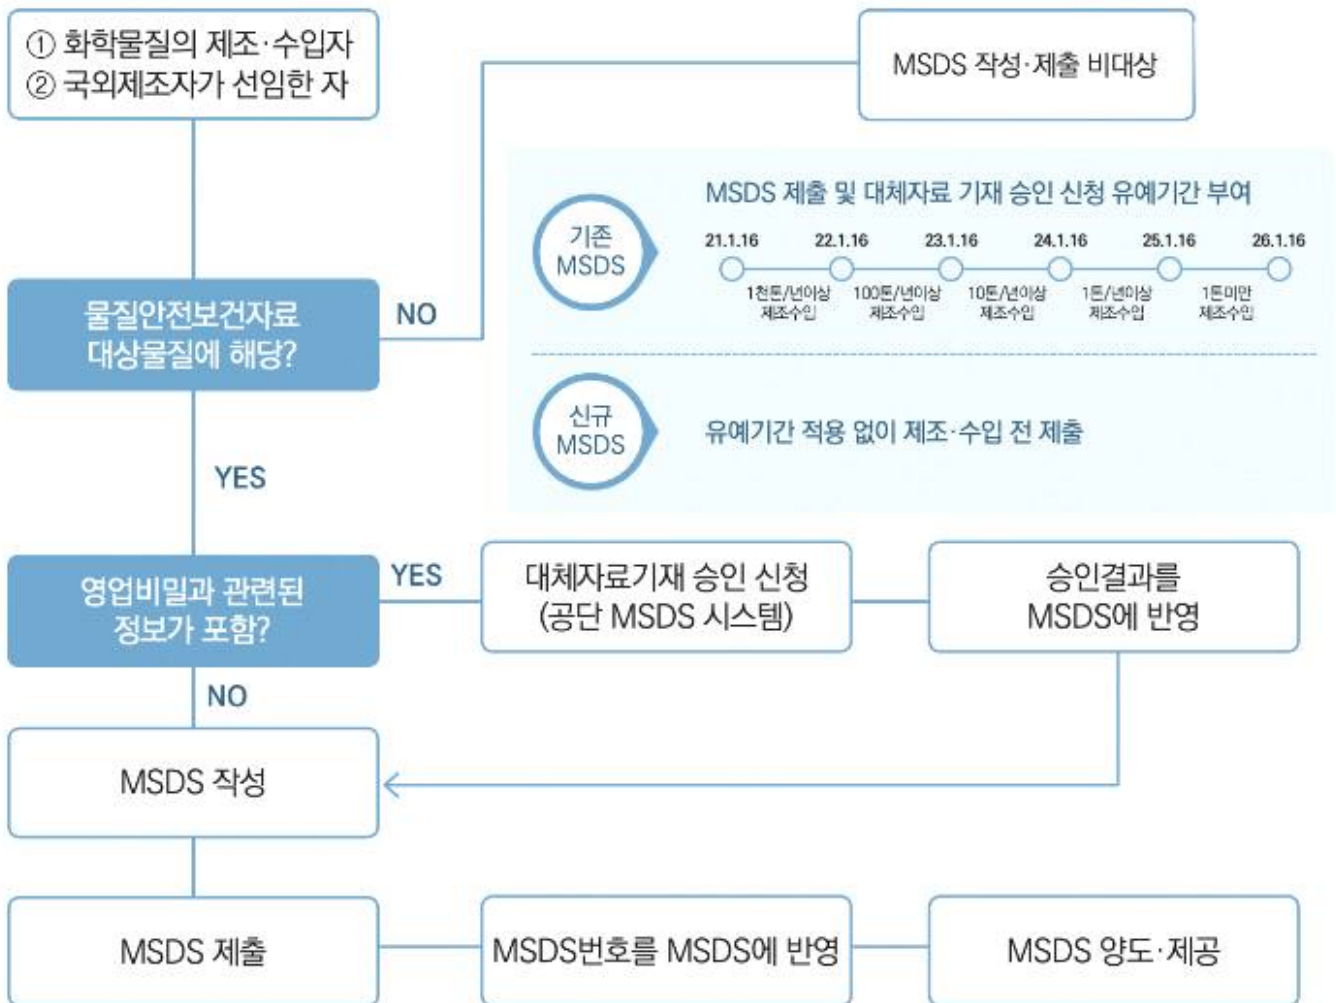 ① 화학물질의 제조·수입자
② 국외제조자가 선임한 자
MSDS 작성·제출 비대상
MSDS 제출 및 대체자료 기재 승인 신청 유예기간 부여
기존
MSDS
21.1.16 22.1.16 23.1.16 24.1.16 25.1.16 26.1.16
1천톤/년이상 100톤/년이상 10톤/년이상 1톤/년이상 1톤미만
제조수입 제조수입 제조수입 제조수입 제조수입
물질안전보건자료
대상물질에 해당?
NO
신규
MSDS
유예기간 적용 없이 제조·수입 전 제출
YES
영업비밀과 관련된
정보가 포함?
YES
대체자료기재 승인 신청
(공단 MSDS 시스템)
승인결과를
MSDS에 반영
NO
MSDS 작성
MSDS 제출
MSDS번호를 MSDS에 반영
MSDS 양도·제공